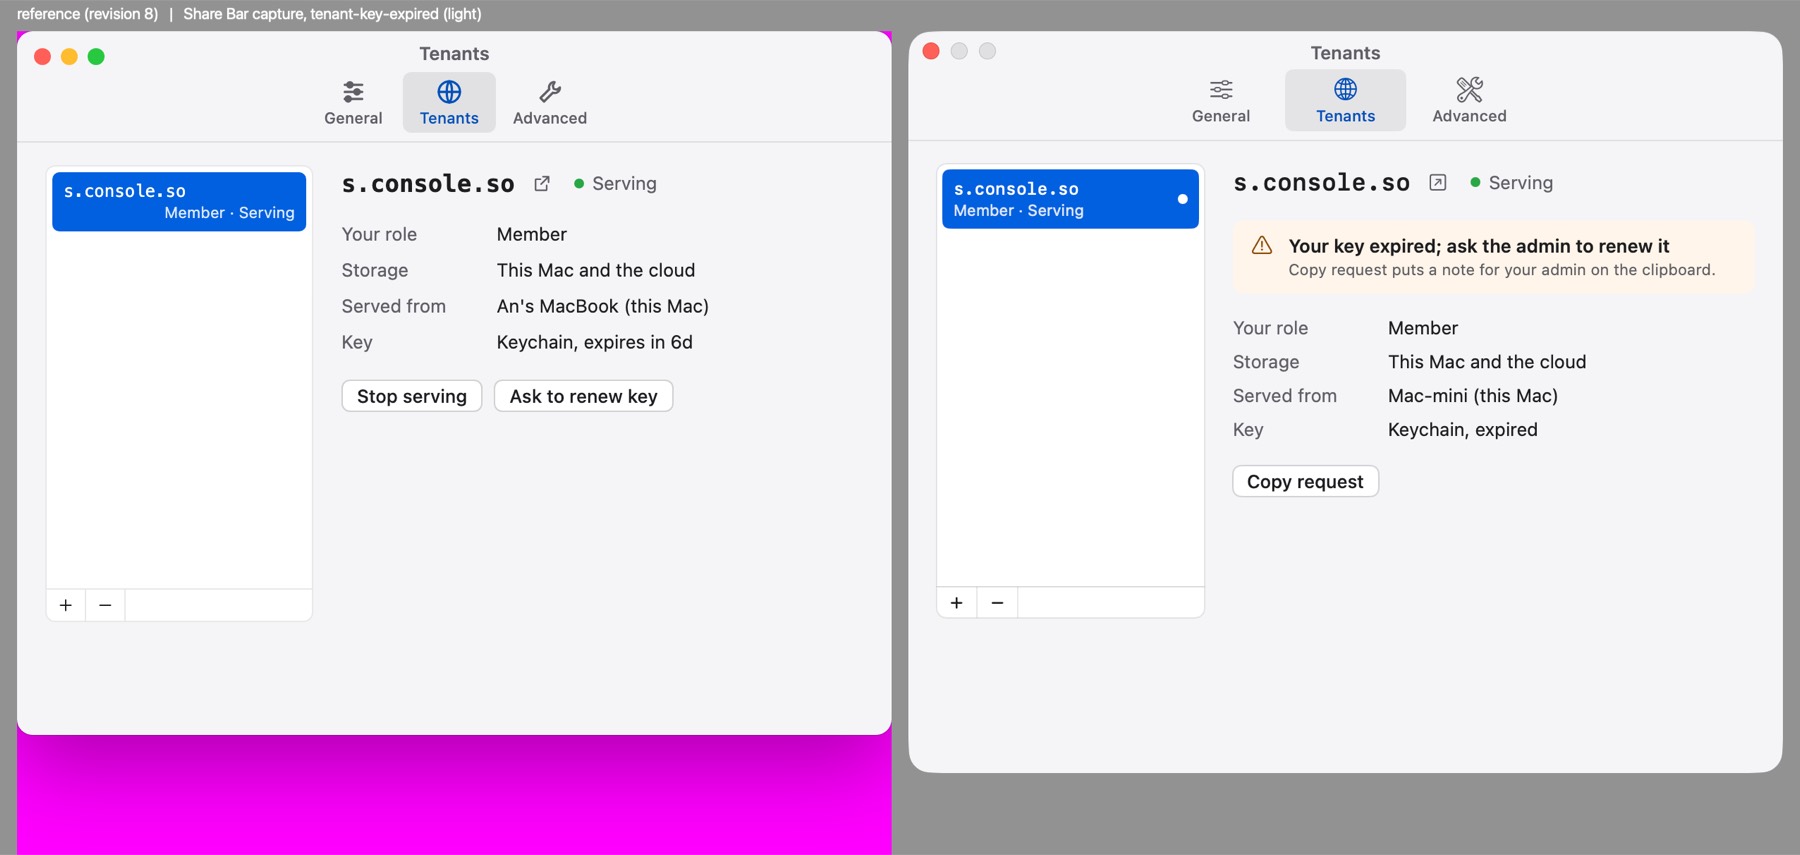 reference (revision 8) | Share Bar capture, tenant-key-expired (light)
Tenants
General Tenants Advanced
s.console.so
Member · Serving
s.console.so Serving
Your role Member
Storage This Mac and the cloud
Served from An's MacBook (this Mac)
Key Keychain, expires in 6d
Stop serving Ask to renew key
+ −
Tenants
General Tenants Advanced
s.console.so
Member · Serving
s.console.so Serving
Your key expired; ask the admin to renew it
Copy request puts a note for your admin on the clipboard.
Your role Member
Storage This Mac and the cloud
Served from Mac-mini (this Mac)
Key Keychain, expired
Copy request
+ −